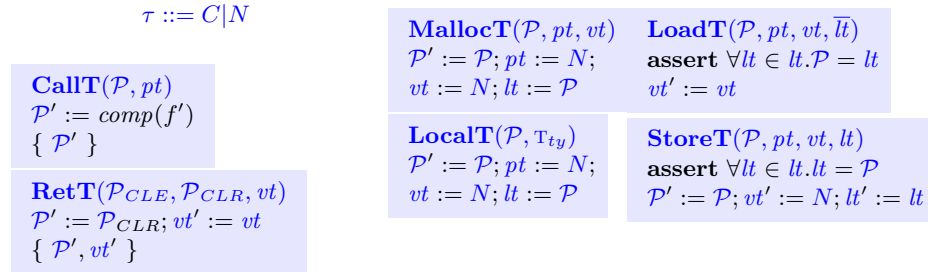 τ ::= C|N
CallT(𝒫, pt)
𝒫′ := comp(f′)
{ 𝒫′ }
RetT(𝒫_CLE, 𝒫_CLR, vt)
𝒫′ := 𝒫_CLR; vt′ := vt
{ 𝒫′, vt′ }
MallocT(𝒫, pt, vt)
𝒫′ := 𝒫; pt := N;
vt := N; lt := 𝒫
LocalT(𝒫, T_ty)
𝒫′ := 𝒫; pt := N;
vt := N; lt := 𝒫
LoadT(𝒫, pt, vt, l̅t̅)
assert ∀lt ∈ lt.𝒫 = lt
vt′ := vt
StoreT(𝒫, pt, vt, lt)
assert ∀lt ∈ lt.lt = 𝒫
𝒫′ := 𝒫; vt′ := N; lt′ := lt